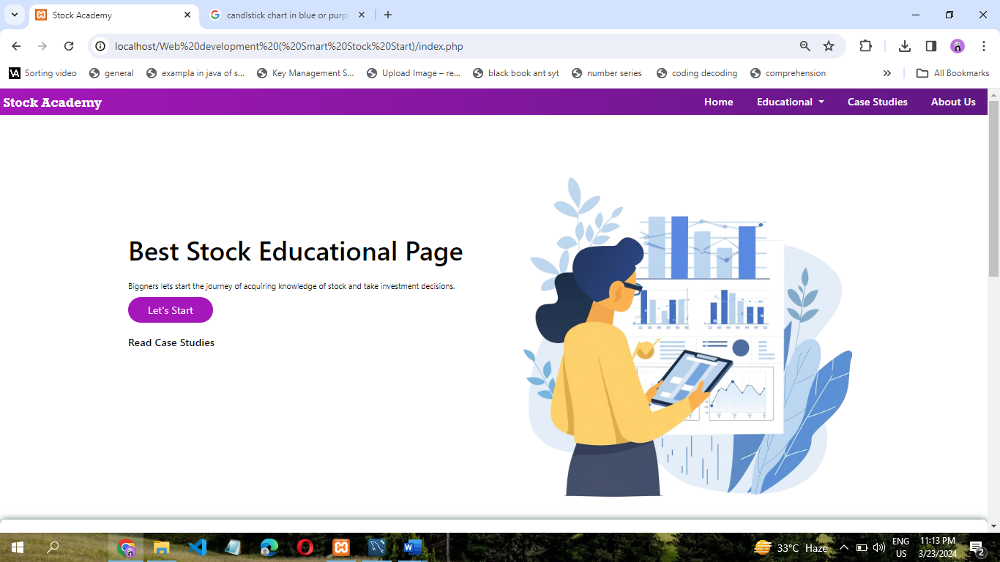 Stock Academy
candlstick chart in blue or purp
localhost/Web%20development%20(%20Smart%20Stock%20Start)/index.php
Sorting video
general
exampla in java of s...
Key Management S...
Upload Image – re...
black book ant syt
number series
coding decoding
comprehension
All Bookmarks
Stock Academy
Home
Educational
Case Studies
About Us
Best Stock Educational Page
Biggners lets start the journey of acquiring knowledge of stock and take investment decisions.
Let's Start
Read Case Studies
33°C Haze
ENG
US
11:13 PM
3/23/2024
2